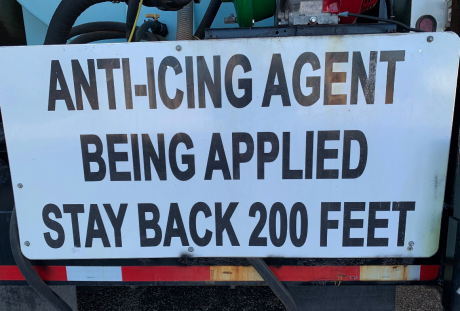 ANTI-ICING AGENT
BEING APPLIED
STAY BACK 200 FEET